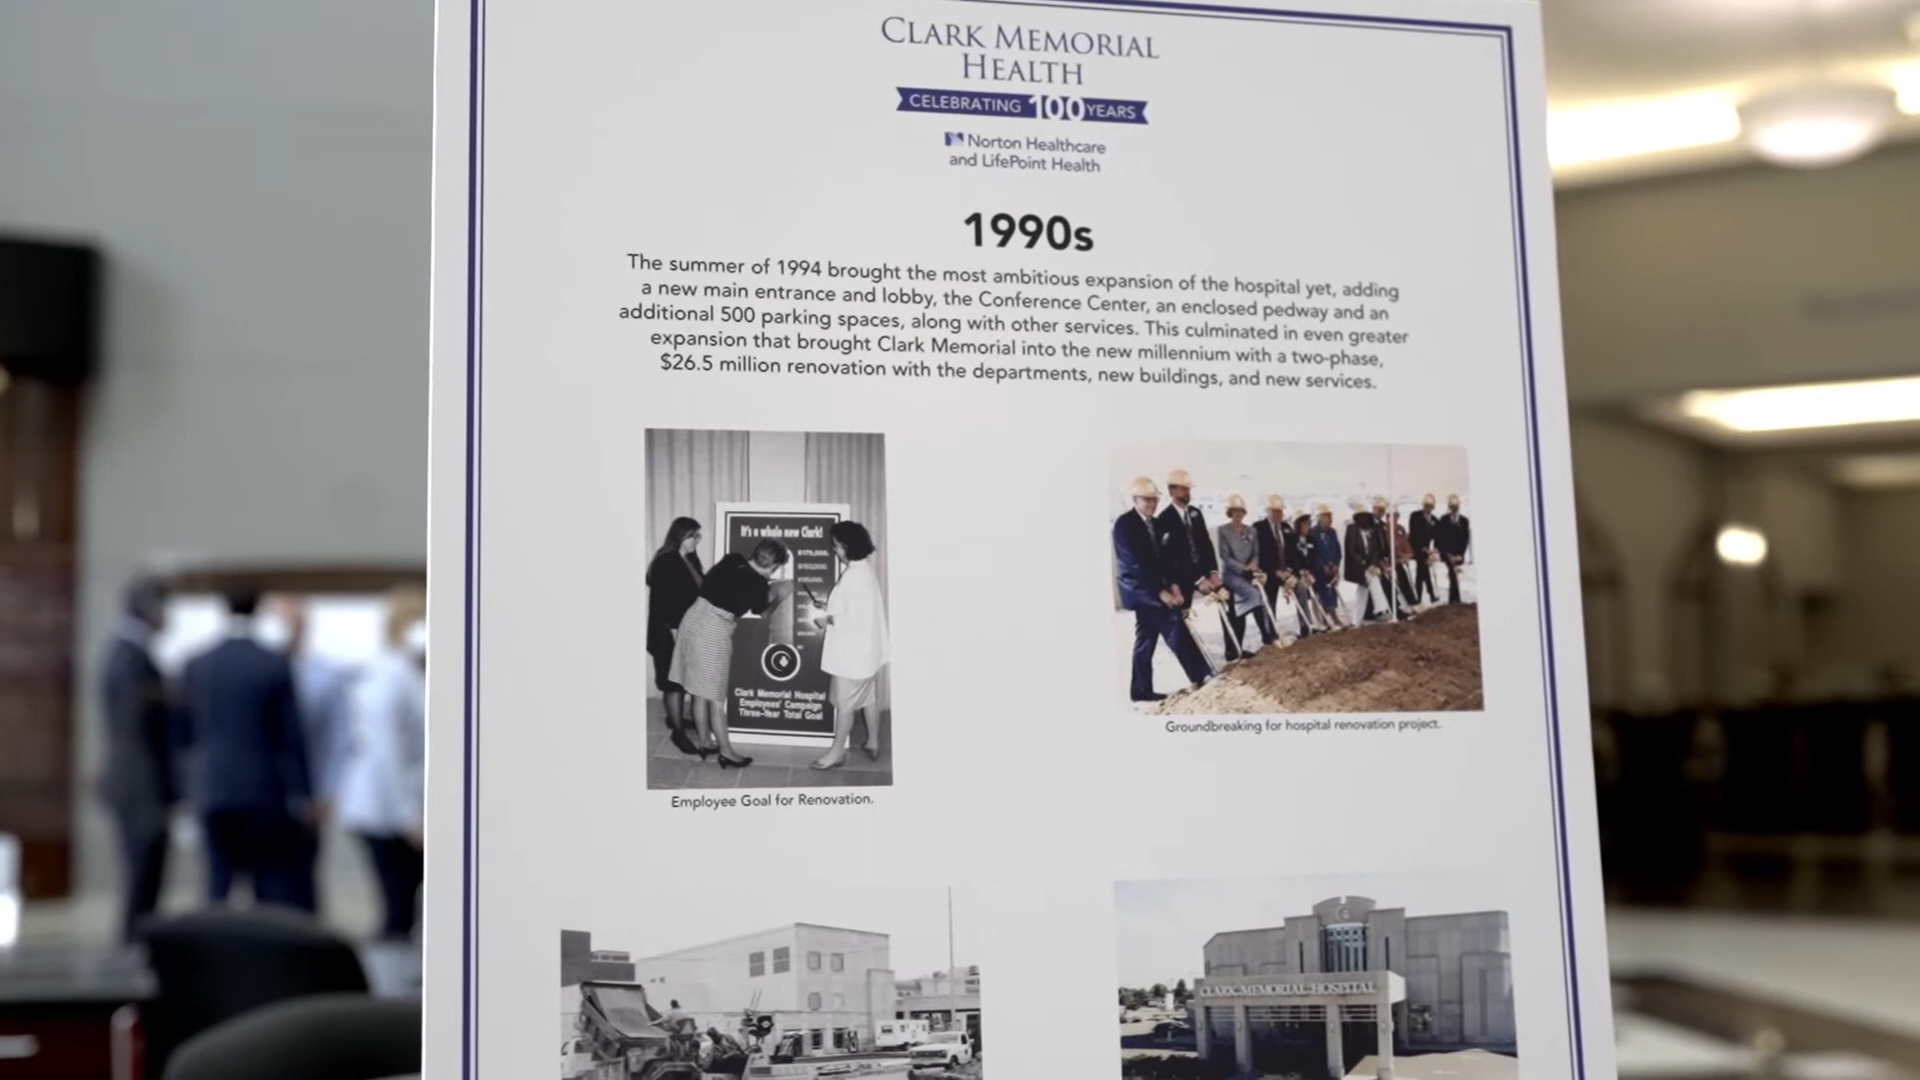 CLARK MEMORIAL
HEALTH
CELEBRATING 100 YEARS
Norton Healthcare
and LifePoint Health
1990s
The summer of 1994 brought the most ambitious expansion of the hospital yet, adding
a new main entrance and lobby, the Conference Center, an enclosed pedway and an
additional 500 parking spaces, along with other services. This culminated in even greater
expansion that brought Clark Memorial into the new millennium with a two-phase,
$26.5 million renovation with the departments, new buildings, and new services.
It's a whole new Clark!
$175,000.
$150,000.
Clark Memorial Hospital
Employees' Campaign
Three-Year Total Goal
Employee Goal for Renovation.
Groundbreaking for hospital renovation project.
CLARK MEMORIAL HOSPITAL